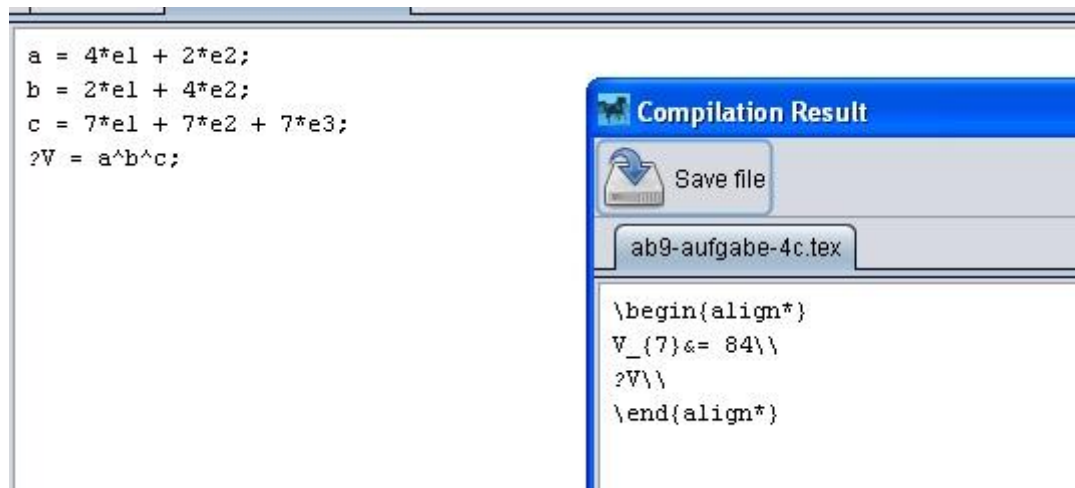 a = 4*e1 + 2*e2;
b = 2*e1 + 4*e2;
c = 7*e1 + 7*e2 + 7*e3;
?V = a^b^c;
Compilation Result
Save file
ab9-aufgabe-4c.tex
\begin{align*}
V_{7}&= 84\\
?V\\
\end{align*}